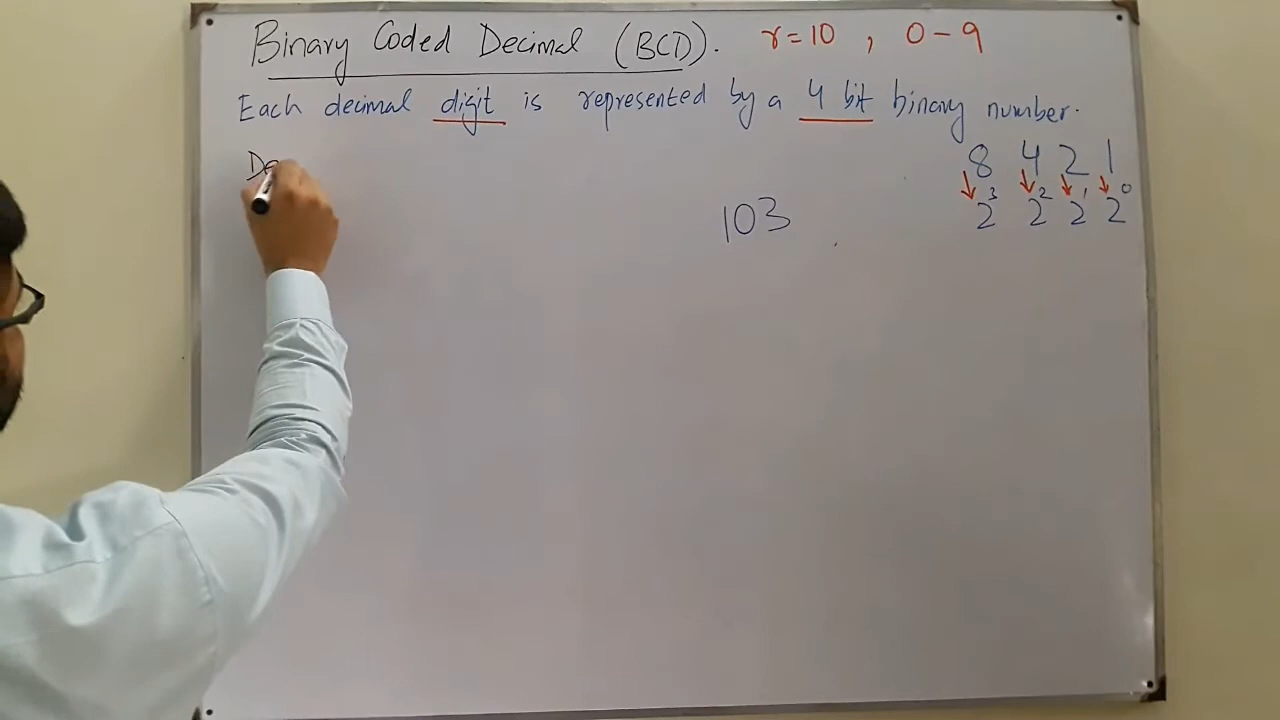 Binary Coded Decimal (BCD). r=10 , 0-9
Each decimal digit is represented by a 4 bit binary number.
De
8 4 2 1
2³ 2² 2¹ 2⁰
103